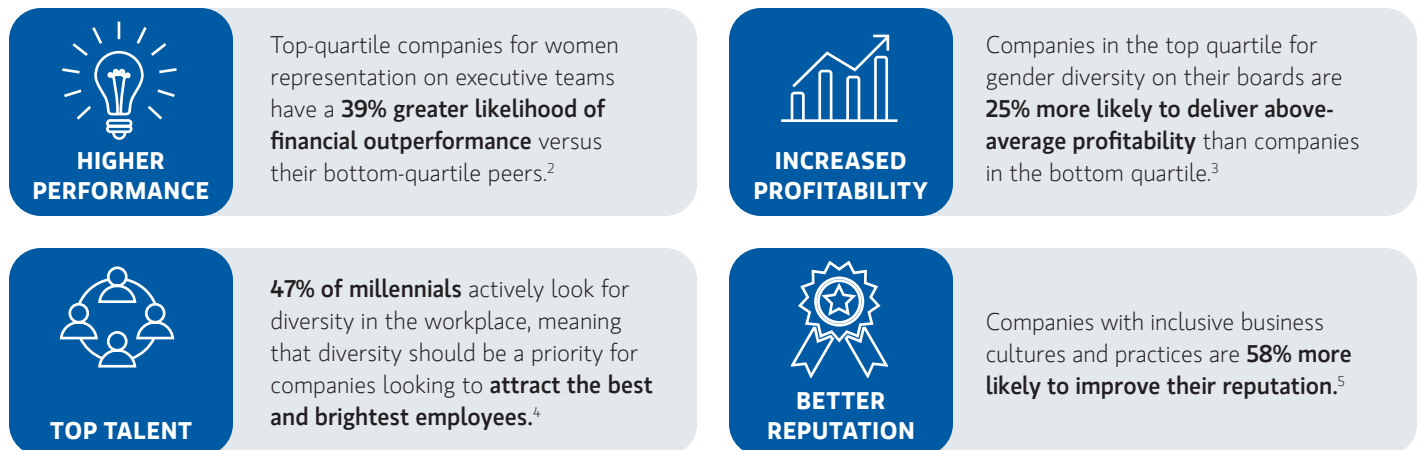 HIGHER
PERFORMANCE
Top-quartile companies for women
representation on executive teams
have a 39% greater likelihood of
financial outperformance versus
their bottom-quartile peers.2
INCREASED
PROFITABILITY
Companies in the top quartile for
gender diversity on their boards are
25% more likely to deliver above-
average profitability than companies
in the bottom quartile.3
TOP TALENT
47% of millennials actively look for
diversity in the workplace, meaning
that diversity should be a priority for
companies looking to attract the best
and brightest employees.4
BETTER
REPUTATION
Companies with inclusive business
cultures and practices are 58% more
likely to improve their reputation.5